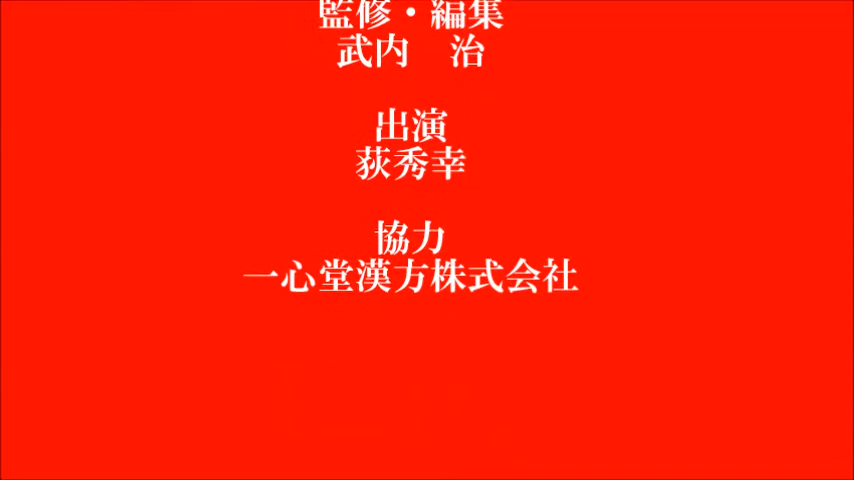 監修・編集
武内　治
出演
荻秀幸
協力
一心堂漢方株式会社